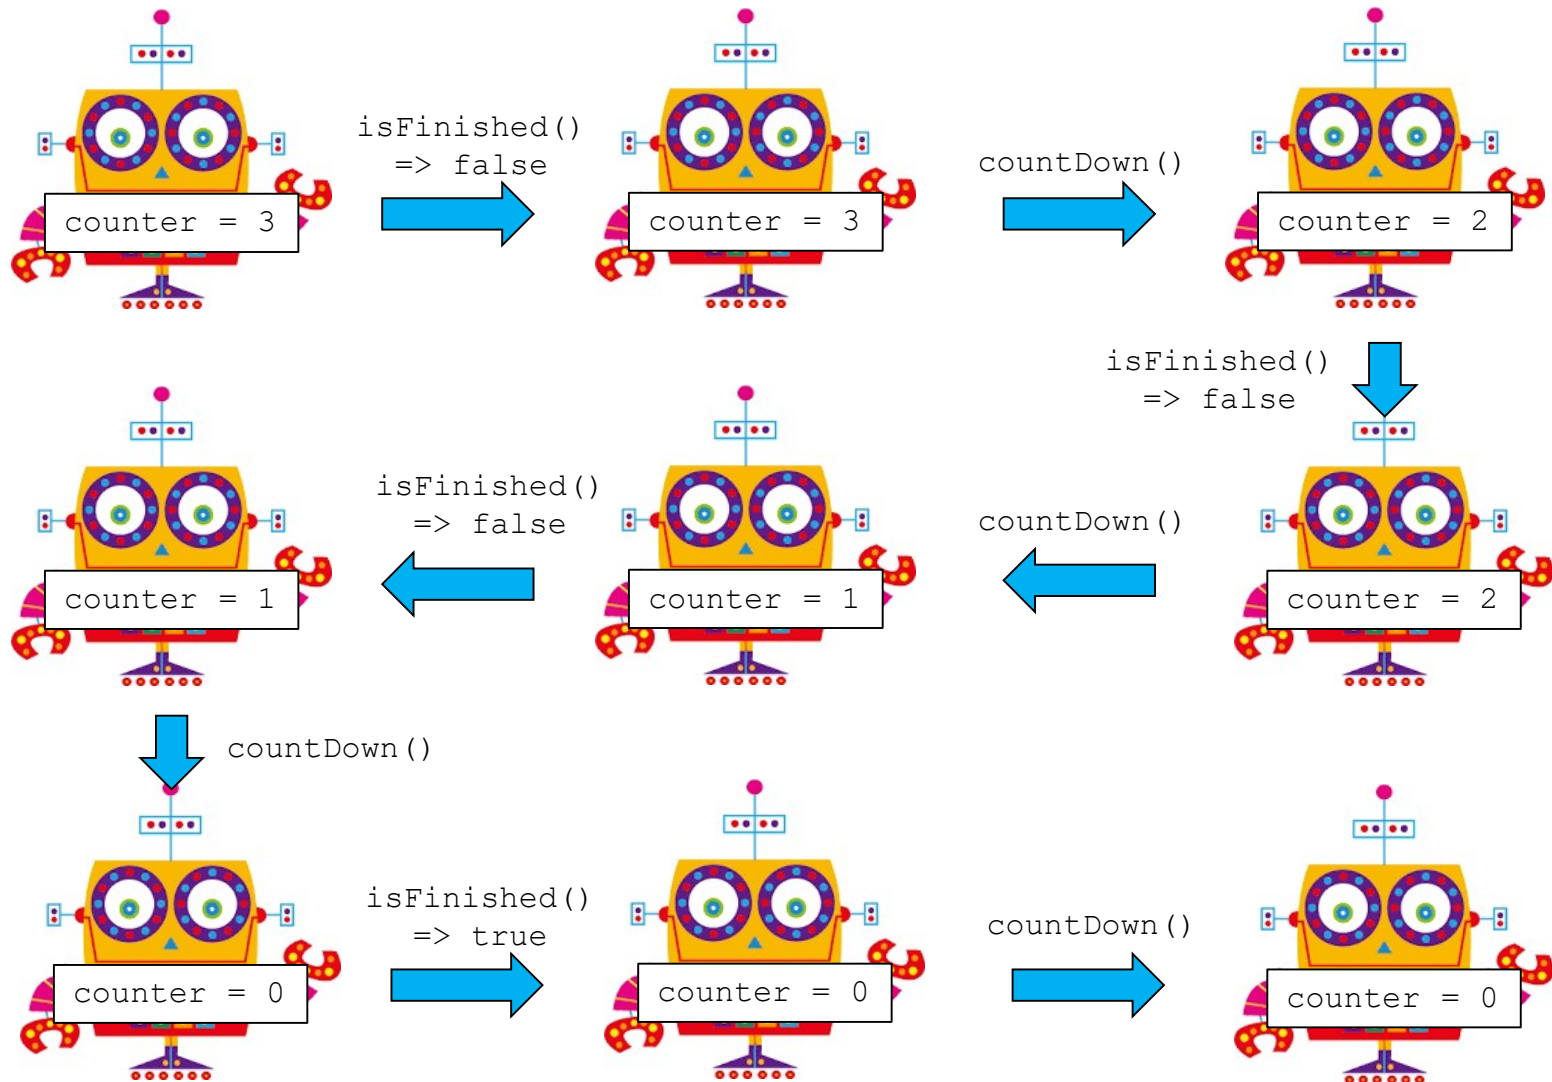 counter = 3
isFinished()
=> false
counter = 3
countDown()
counter = 2
isFinished()
=> false
counter = 2
countDown()
counter = 1
isFinished()
=> false
counter = 1
countDown()
counter = 0
isFinished()
=> true
counter = 0
countDown()
counter = 0